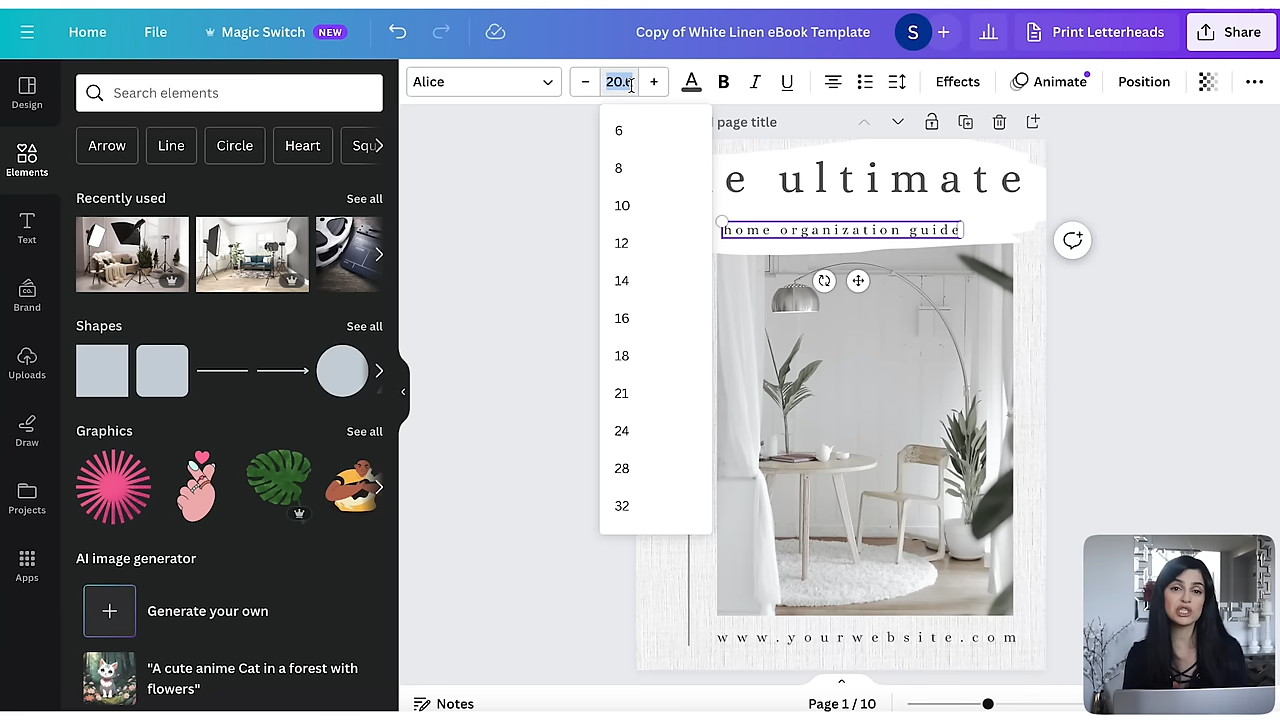 Home
File
Magic Switch NEW
Copy of White Linen eBook Template
S
Print Letterheads
Share
Design
Elements
Text
Brand
co.
Uploads
Draw
Projects
Apps
Search elements
Arrow
Line
Circle
Heart
Recently used
See all
Shapes
See all
Graphics
See all
AI image generator
Generate your own
"A cute anime Cat in a forest with
flowers"
Alice
A
B
I
U
Effects
Animate
Position
6
8
10
12
14
16
18
21
24
28
32
page title
ultimate
home organization guide
www.yourwebsite.com
Notes
Page 1 / 10